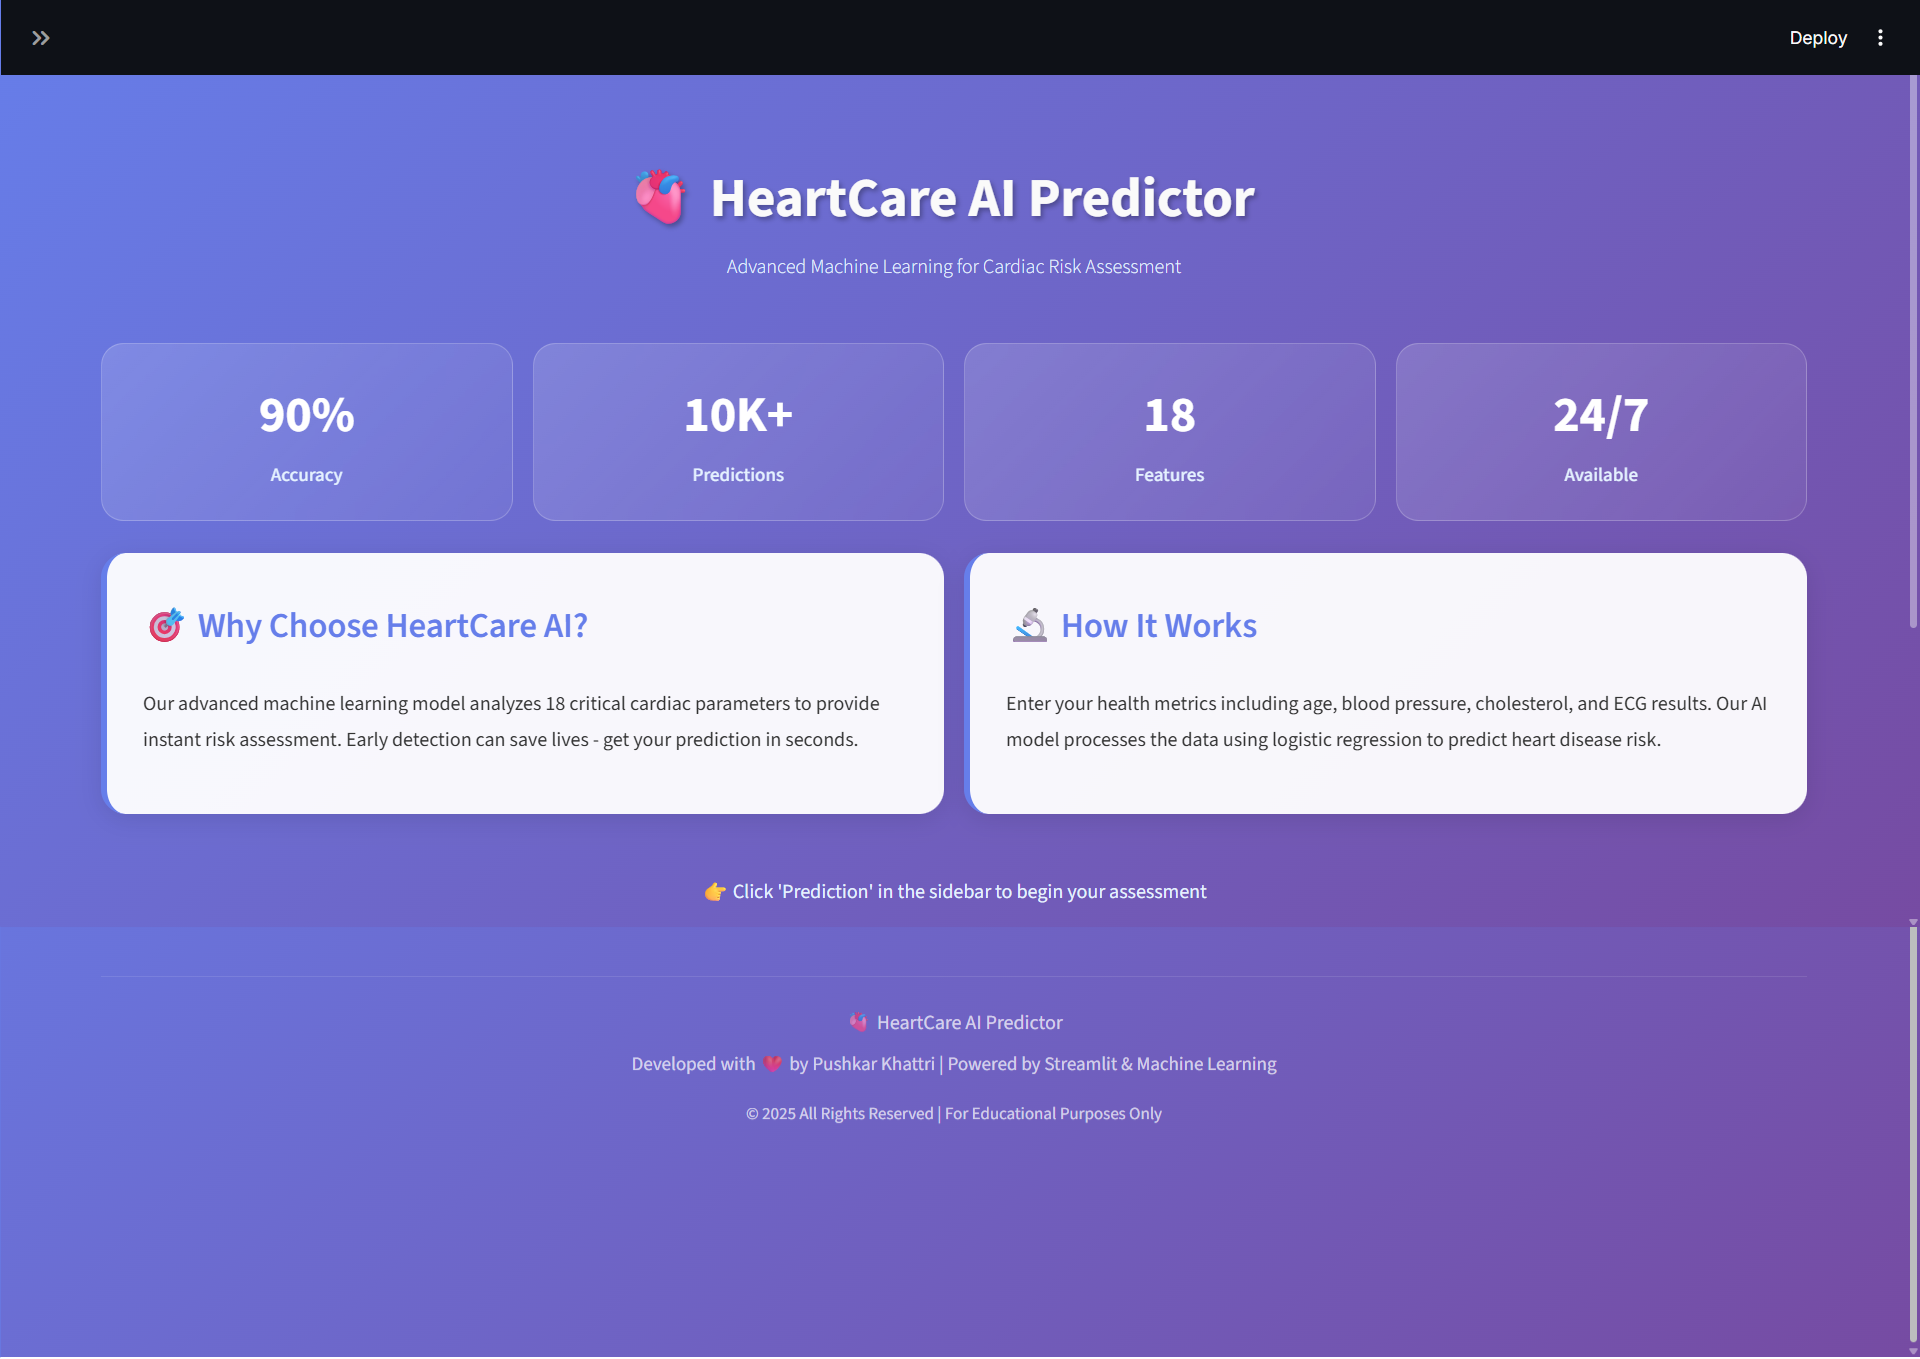 Deploy
HeartCare AI Predictor
Advanced Machine Learning for Cardiac Risk Assessment
90%
Accuracy
10K+
Predictions
18
Features
24/7
Available
Why Choose HeartCare AI?
Our advanced machine learning model analyzes 18 critical cardiac parameters to provide
instant risk assessment. Early detection can save lives - get your prediction in seconds.
How It Works
Enter your health metrics including age, blood pressure, cholesterol, and ECG results. Our AI
model processes the data using logistic regression to predict heart disease risk.
👉 Click 'Prediction' in the sidebar to begin your assessment
HeartCare AI Predictor
Developed with ❤️ by Pushkar Khattri | Powered by Streamlit & Machine Learning
© 2025 All Rights Reserved | For Educational Purposes Only